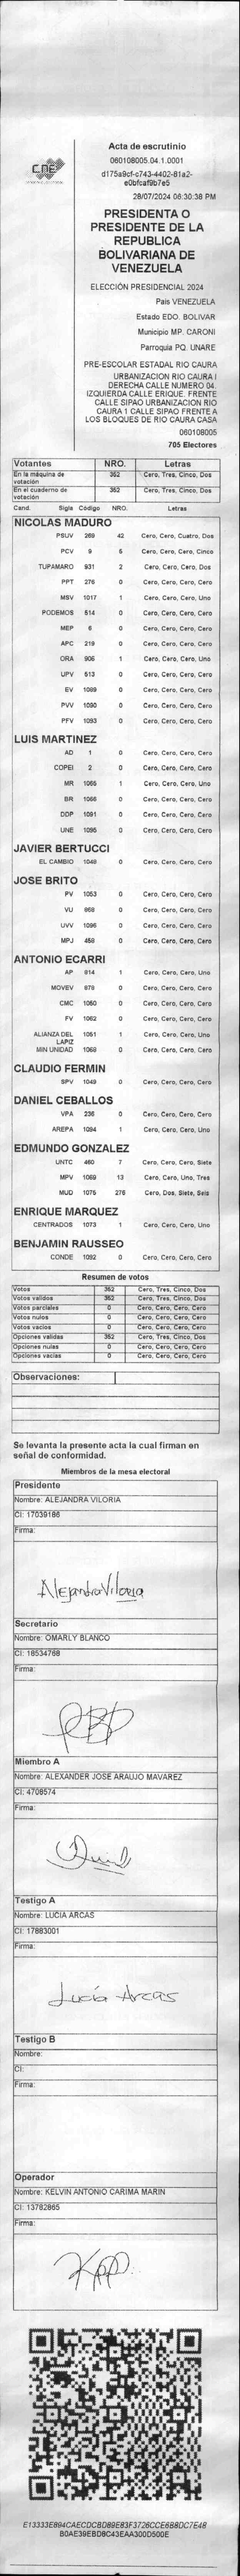 CNE
Acta de escrutinio
060108005.04.1.0001
d175a9cf-c743-4402-81a2-
e0bfcaf9b7e5
28/07/2024 06:30:38 PM
PRESIDENTA O
PRESIDENTE DE LA
REPUBLICA
BOLIVARIANA DE
VENEZUELA
ELECCIÓN PRESIDENCIAL 2024
Pais VENEZUELA
Estado EDO. BOLIVAR
Municipio MP. CARONI
Parroquia PQ. UNARE
PRE-ESCOLAR ESTADAL RIO CAURA
URBANIZACION RIO CAURA I
DERECHA CALLE NUMERO 04.
IZQUIERDA CALLE ERIQUE. FRENTE
CALLE SIPAO URBANIZACION RIO
CAURA 1 CALLE SIPAO FRENTE A
LOS BLOQUES DE RIO CAURA CASA
060108005
705 Electores
Votantes NRO. Letras
En la máquina de votación 352 Cero, Tres, Cinco, Dos
En el cuaderno de votación 352 Cero, Tres, Cinco, Dos
Cand. Sigla Código NRO. Letras
NICOLAS MADURO
PSUV 269 42 Cero, Cero, Cuatro, Dos
PCV 9 5 Cero, Cero, Cero, Cinco
TUPAMARO 931 2 Cero, Cero, Cero, Dos
PPT 276 0 Cero, Cero, Cero, Cero
MSV 1017 1 Cero, Cero, Cero, Uno
PODEMOS 514 0 Cero, Cero, Cero, Cero
MEP 6 0 Cero, Cero, Cero, Cero
APC 219 0 Cero, Cero, Cero, Cero
ORA 906 1 Cero, Cero, Cero, Uno
UPV 513 0 Cero, Cero, Cero, Cero
EV 1089 0 Cero, Cero, Cero, Cero
PVV 1090 0 Cero, Cero, Cero, Cero
PFV 1093 0 Cero, Cero, Cero, Cero
LUIS MARTINEZ
AD 1 0 Cero, Cero, Cero, Cero
COPEI 2 0 Cero, Cero, Cero, Cero
MR 1065 1 Cero, Cero, Cero, Uno
BR 1066 0 Cero, Cero, Cero, Cero
DDP 1091 0 Cero, Cero, Cero, Cero
UNE 1095 0 Cero, Cero, Cero, Cero
JAVIER BERTUCCI
EL CAMBIO 1048 0 Cero, Cero, Cero, Cero
JOSE BRITO
PV 1053 0 Cero, Cero, Cero, Cero
VU 868 0 Cero, Cero, Cero, Cero
UVV 1096 0 Cero, Cero, Cero, Cero
MPJ 458 0 Cero, Cero, Cero, Cero
ANTONIO ECARRI
AP 914 1 Cero, Cero, Cero, Uno
MOVEV 879 0 Cero, Cero, Cero, Cero
CMC 1050 0 Cero, Cero, Cero, Cero
FV 1062 0 Cero, Cero, Cero, Cero
ALIANZA DEL LAPIZ 1051 1 Cero, Cero, Cero, Uno
MIN UNIDAD 1068 0 Cero, Cero, Cero, Cero
CLAUDIO FERMIN
SPV 1049 0 Cero, Cero, Cero, Cero
DANIEL CEBALLOS
VPA 236 0 Cero, Cero, Cero, Cero
AREPA 1094 1 Cero, Cero, Cero, Uno
EDMUNDO GONZALEZ
UNTC 460 7 Cero, Cero, Cero, Siete
MPV 1069 13 Cero, Cero, Uno, Tres
MUD 1075 276 Cero, Dos, Siete, Seis
ENRIQUE MARQUEZ
CENTRADOS 1073 1 Cero, Cero, Cero, Uno
BENJAMIN RAUSSEO
CONDE 1092 0 Cero, Cero, Cero, Cero
Resumen de votos
Votos 352 Cero, Tres, Cinco, Dos
Votos validos 352 Cero, Tres, Cinco, Dos
Votos parciales 0 Cero, Cero, Cero, Cero
Votos nulos 0 Cero, Cero, Cero, Cero
Votos vacios 0 Cero, Cero, Cero, Cero
Opciones validas 352 Cero, Tres, Cinco, Dos
Opciones nulas 0 Cero, Cero, Cero, Cero
Opciones vacias 0 Cero, Cero, Cero, Cero
Observaciones:
Se levanta la presente acta la cual firman en
señal de conformidad.
Miembros de la mesa electoral
Presidente
Nombre: ALEJANDRA VILORIA
CI: 17039186
Firma:
Alejandra Viloria
Secretario
Nombre: OMARLY BLANCO
CI: 18534768
Firma:
Miembro A
Nombre: ALEXANDER JOSE ARAUJO MAVAREZ
CI: 4708574
Firma:
Testigo A
Nombre: LUCIA ARCAS
CI: 17883001
Firma:
Lucía Arcas
Testigo B
Nombre:
CI:
Firma:
Operador
Nombre: KELVIN ANTONIO CARIMA MARIN
CI: 13782865
Firma:
E13333E894CAECDCBD89E83F3726CCE6B8DC7E48
B0AE39EBD8C43EAA300D500E